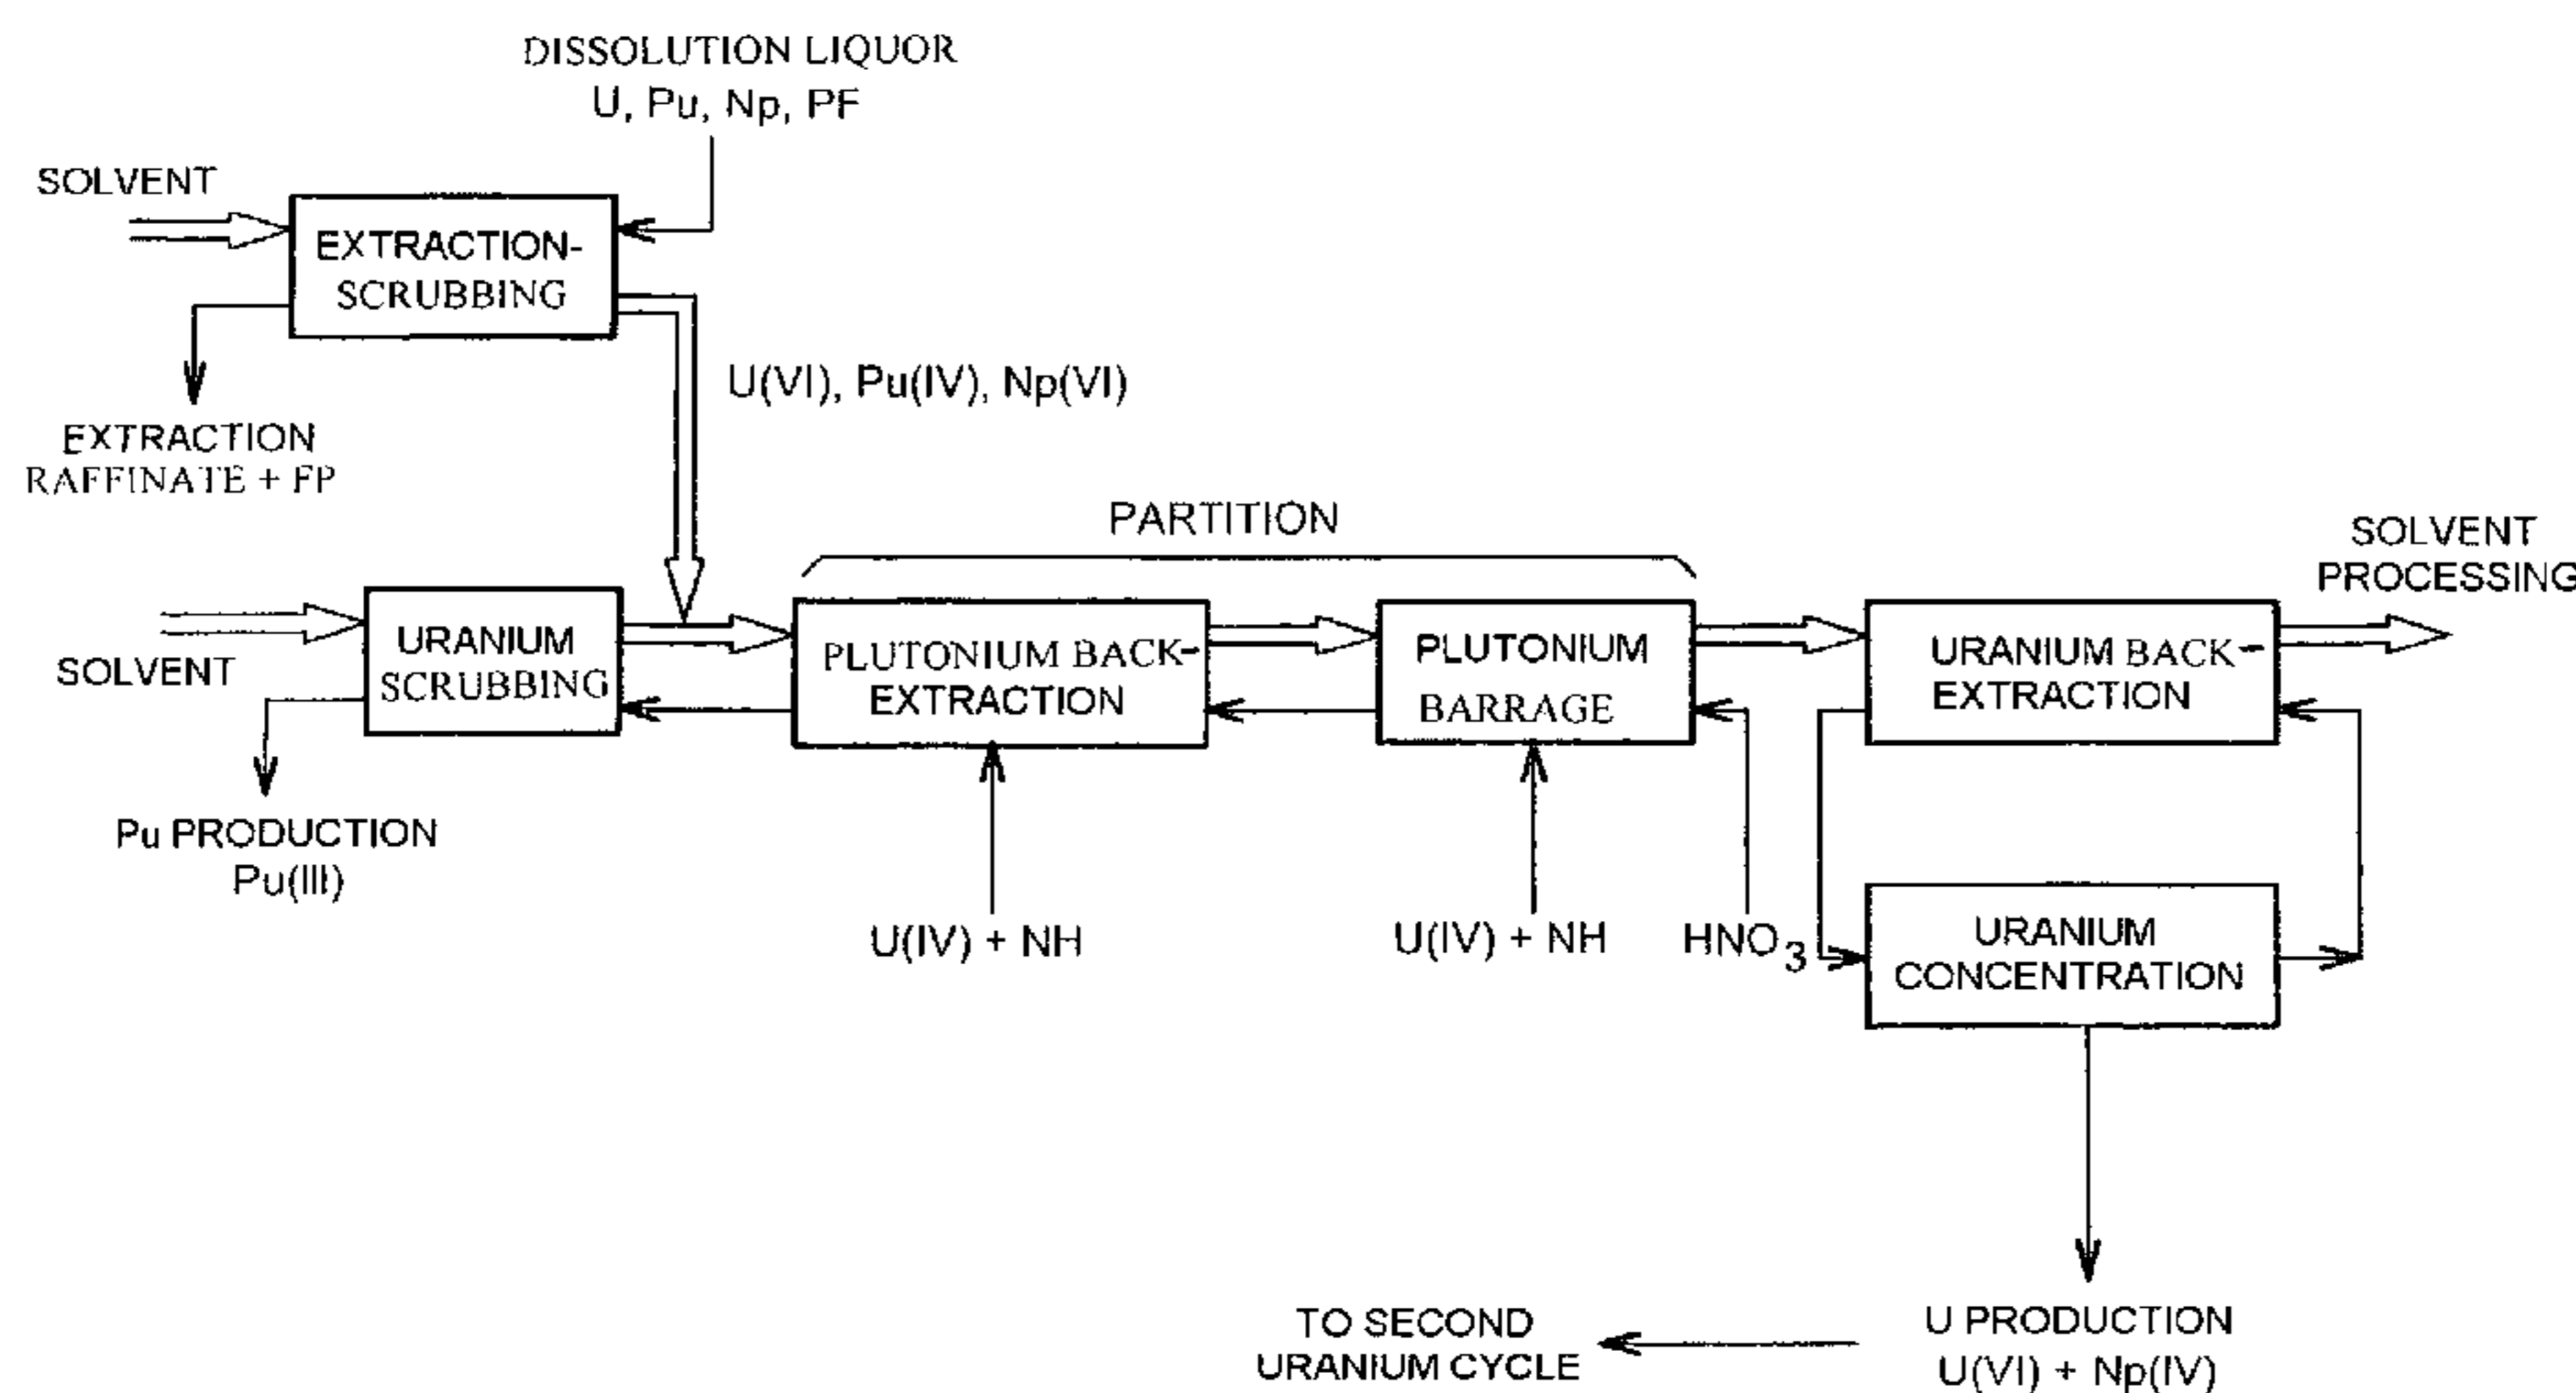 DISSOLUTION LIQUOR
U, Pu, Np, PF
SOLVENT
EXTRACTION-
SCRUBBING
U(VI), Pu(IV), Np(VI)
EXTRACTION
RAFFINATE + FP
PARTITION
SOLVENT
PROCESSING
SOLVENT
URANIUM
SCRUBBING
PLUTONIUM BACK-
EXTRACTION
PLUTONIUM
BARRAGE
URANIUM BACK-
EXTRACTION
Pu PRODUCTION
Pu(III)
U(IV) + NH
U(IV) + NH
HNO3
URANIUM
CONCENTRATION
TO SECOND
URANIUM CYCLE
U PRODUCTION
U(VI) + Np(IV)